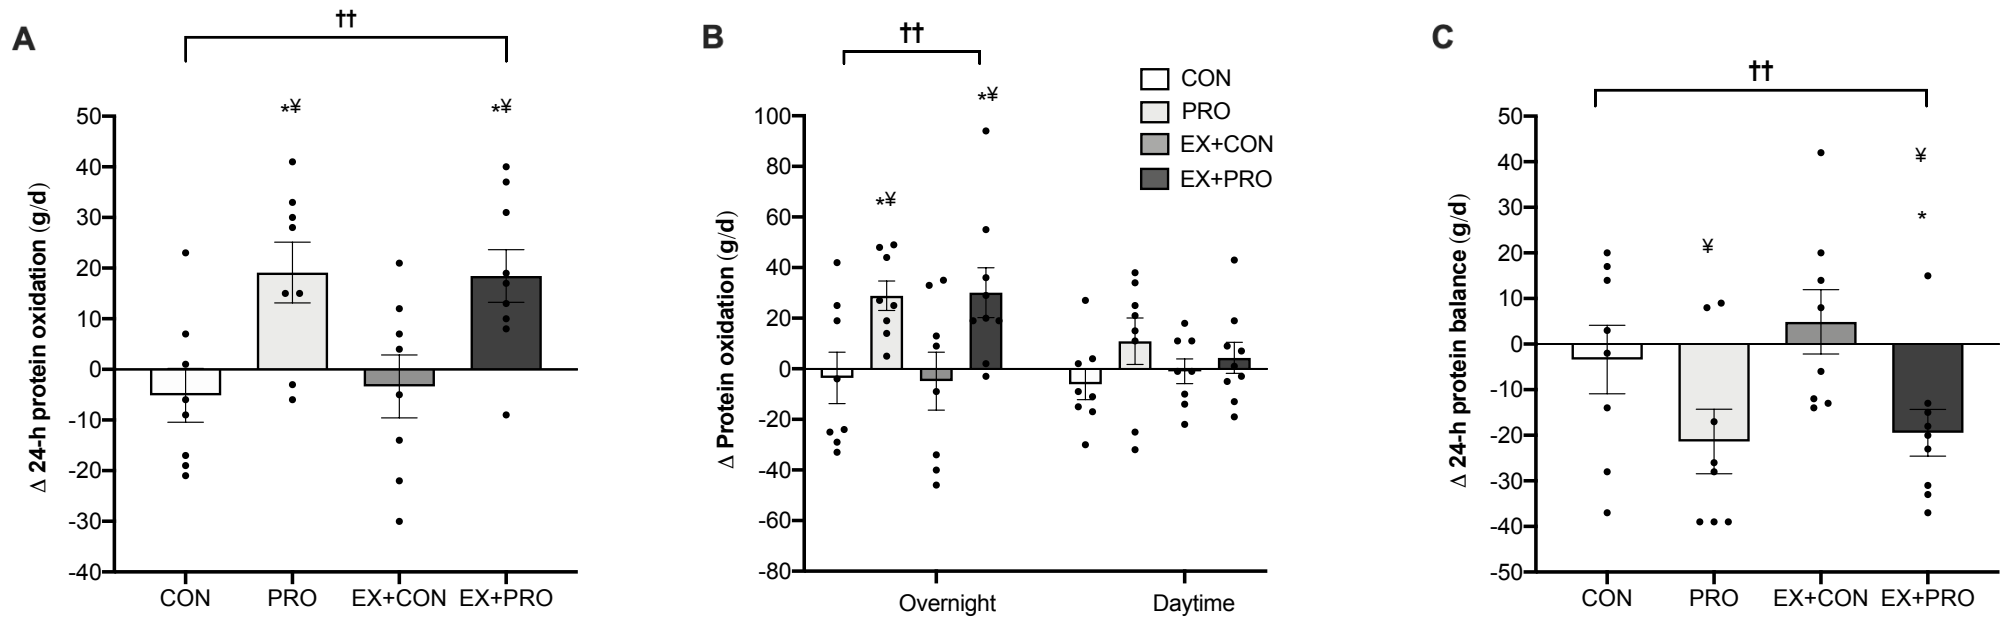 A
††
*¥
*¥
Δ 24-h protein oxidation (g/d)
50
40
30
20
10
0
-10
-20
-30
-40
CON
PRO
EX+CON
EX+PRO
B
††
*¥
*¥
CON
PRO
EX+CON
EX+PRO
Δ Protein oxidation (g/d)
100
80
60
40
20
0
-20
-40
-60
-80
Overnight
Daytime
C
††
¥
¥
*
Δ 24-h protein balance (g/d)
50
40
30
20
10
0
-10
-20
-30
-40
-50
CON
PRO
EX+CON
EX+PRO